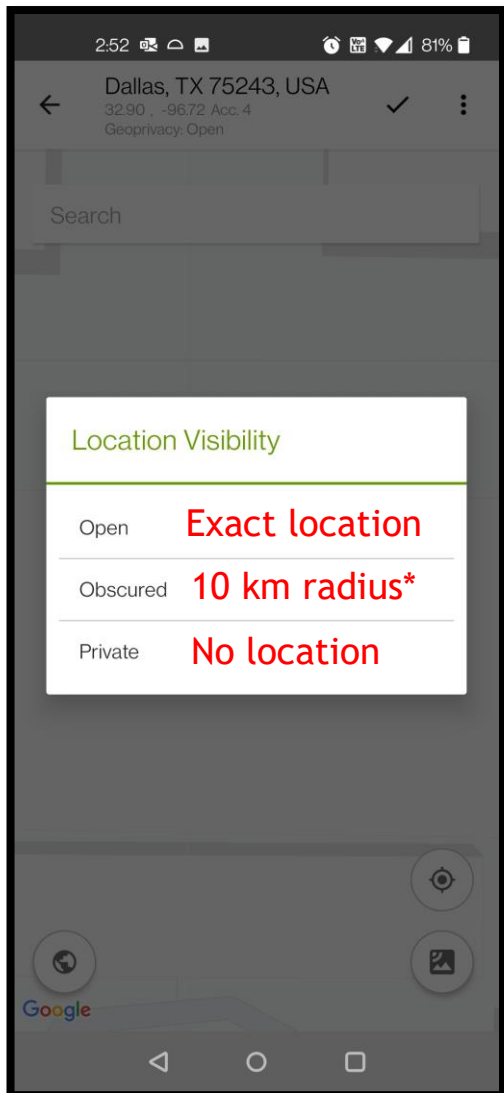 2:52 81%
Dallas, TX 75243, USA
32.90 , -96.72 Acc. 4
Geoprivacy: Open
Search
Location Visibility
Open Exact location
Obscured 10 km radius*
Private No location
Google